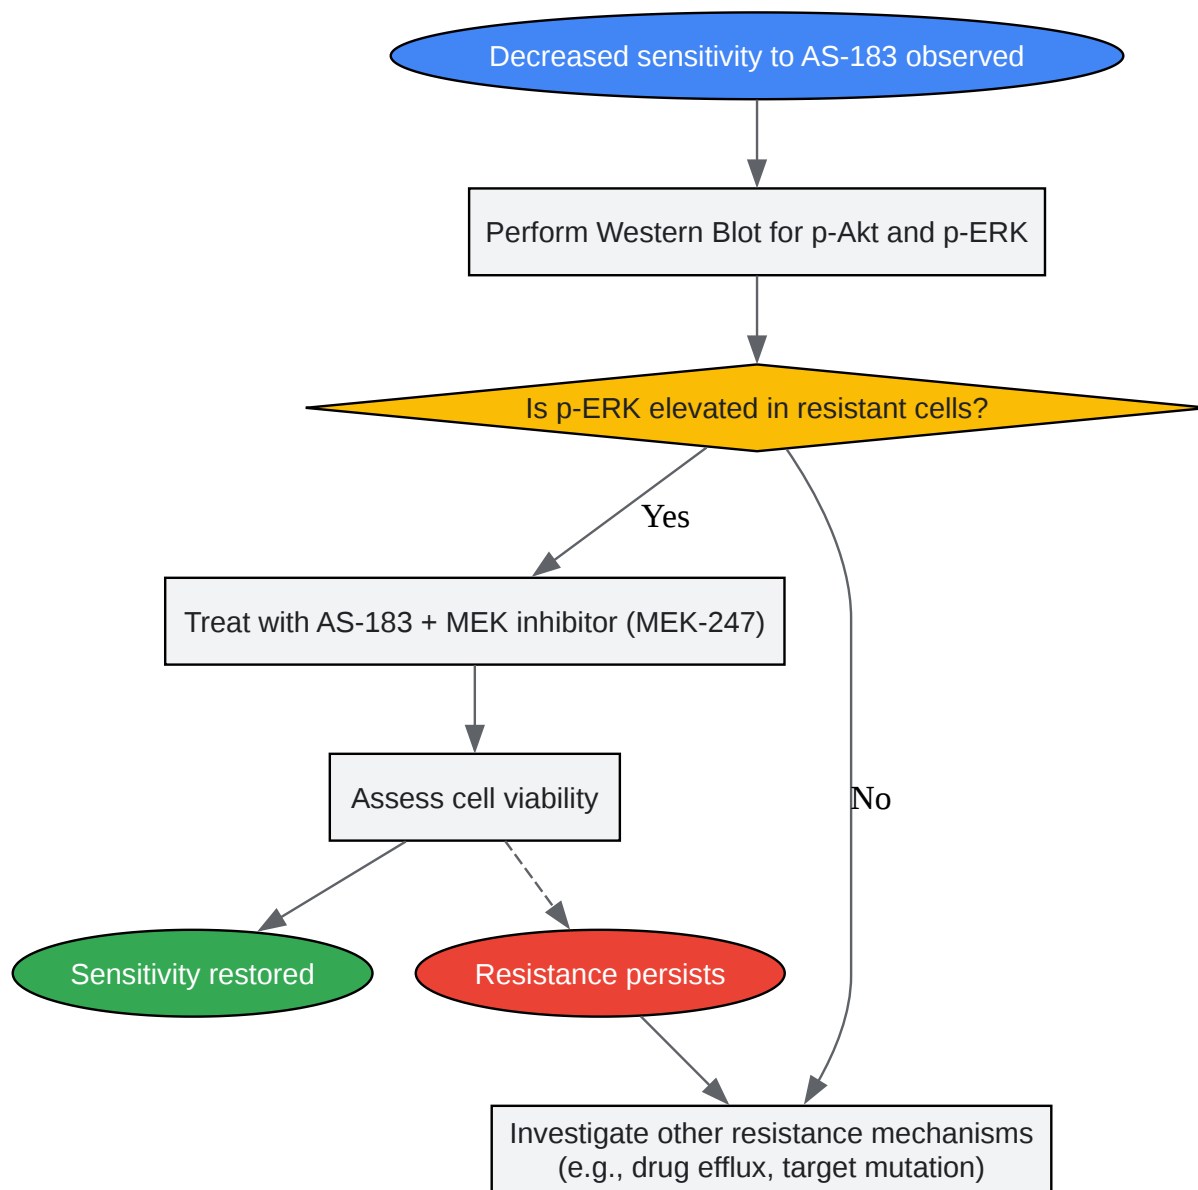 Decreased sensitivity to AS-183 observed
Perform Western Blot for p-Akt and p-ERK
Is p-ERK elevated in resistant cells?
Yes
Treat with AS-183 + MEK inhibitor (MEK-247)
Assess cell viability
No
Sensitivity restored
Resistance persists
Investigate other resistance mechanisms
(e.g., drug efflux, target mutation)